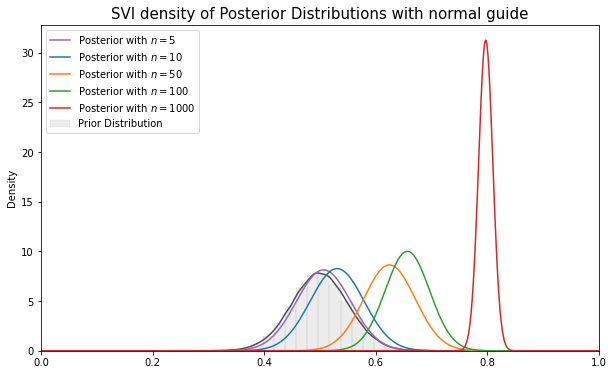 SVI density of Posterior Distributions with normal guide
Posterior with n = 5
Posterior with n = 10
Posterior with n = 50
Posterior with n = 100
Posterior with n = 1000
Prior Distribution
Density
30
25
20
15
10
5
0
0.0 0.2 0.4 0.6 0.8 1.0